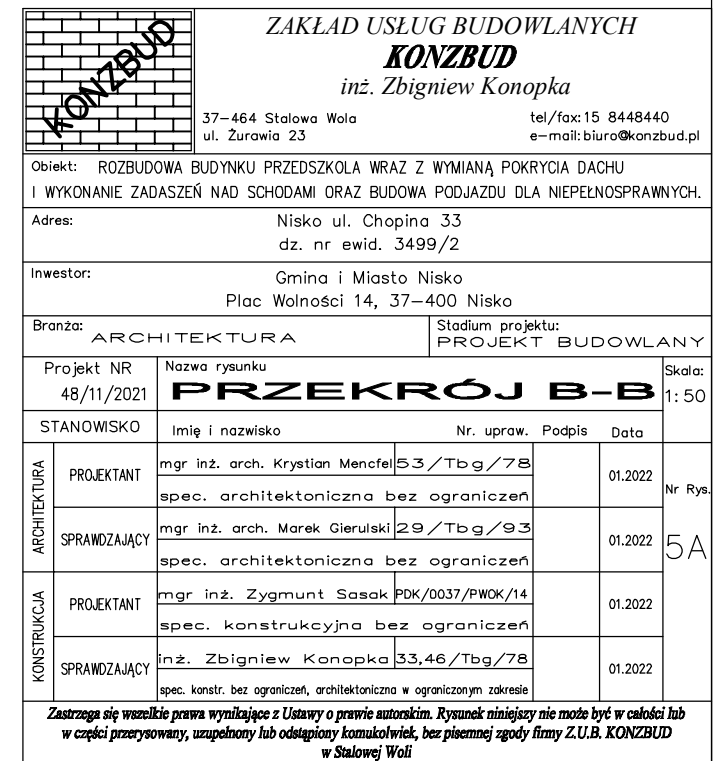 KONZBUD
ZAKŁAD USŁUG BUDOWLANYCH
KONZBUD
inż. Zbigniew Konopka
37-464 Stalowa Wola
ul. Żurawia 23
tel/fax:15 8448440
e-mail:biuro@konzbud.pl
Obiekt: ROZBUDOWA BUDYNKU PRZEDSZKOLA WRAZ Z WYMIANĄ POKRYCIA DACHU
I WYKONANIE ZADASZEŃ NAD SCHODAMI ORAZ BUDOWA PODJAZDU DLA NIEPEŁNOSPRAWNYCH.
Adres: Nisko ul. Chopina 33
dz. nr ewid. 3499/2
Inwestor: Gmina i Miasto Nisko
Plac Wolności 14, 37-400 Nisko
Branża: ARCHITEKTURA
Stadium projektu:
PROJEKT BUDOWLANY
Projekt NR
48/11/2021
Nazwa rysunku
PRZEKRÓJ B-B
Skala:
1:50
STANOWISKO Imię i nazwisko Nr. upraw. Podpis Data
ARCHITEKTURA
PROJEKTANT
mgr inż. arch. Krystian Mencfel 53/Tbg/78
spec. architektoniczna bez ograniczeń
01.2022
Nr Rys.
5A
SPRAWDZAJĄCY
mgr inż. arch. Marek Gierulski 29/Tbg/93
spec. architektoniczna bez ograniczeń
01.2022
KONSTRUKCJA
PROJEKTANT
mgr inż. Zygmunt Sasak PDK/0037/PWOK/14
spec. konstrukcyjna bez ograniczeń
01.2022
SPRAWDZAJĄCY
inż. Zbigniew Konopka 33,46/Tbg/78
spec. konstr. bez ograniczeń, architektoniczna w ograniczonym zakresie
01.2022
Zastrzega się wszelkie prawa wynikające z Ustawy o prawie autorskim. Rysunek niniejszy nie może być w całości lub
w części przerysowany, uzupełnony lub odstąpiony komukolwiek, bez pisemnej zgody firmy Z.U.B. KONZBUD
w Stalowej Woli